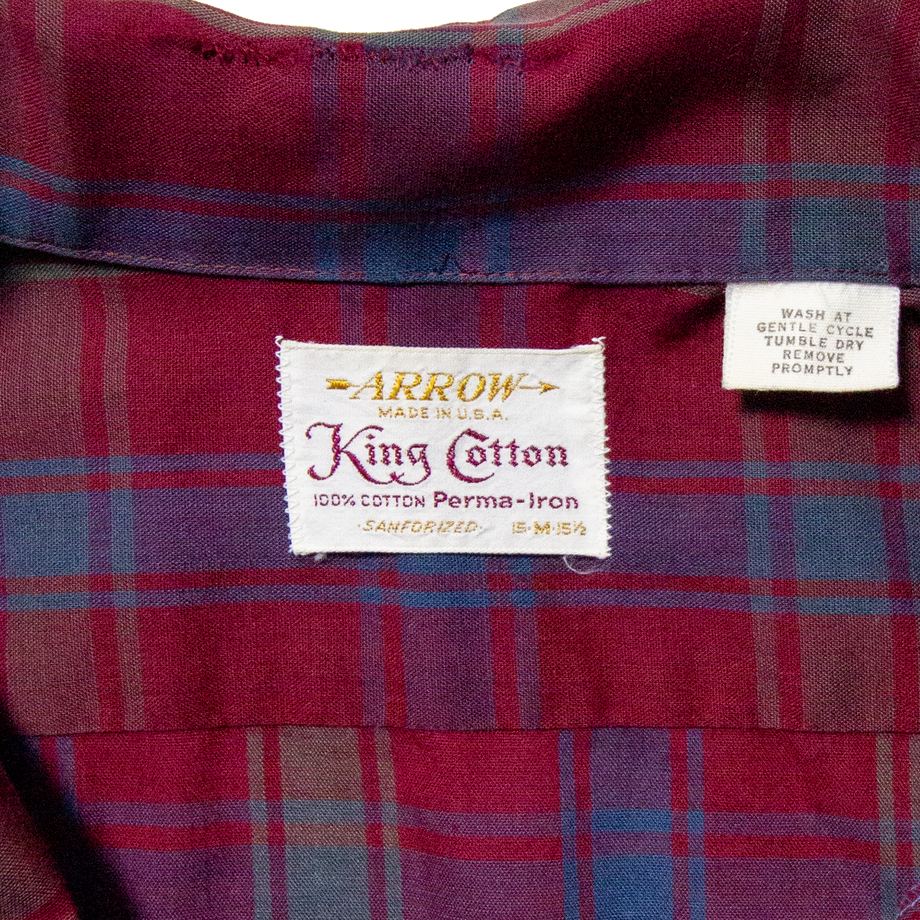 ARROW
MADE IN U.S.A.
King Cotton
100% COTTON Perma-Iron
·SANFORIZED· 15·M·15½
WASH AT
GENTLE CYCLE
TUMBLE DRY
REMOVE
PROMPTLY